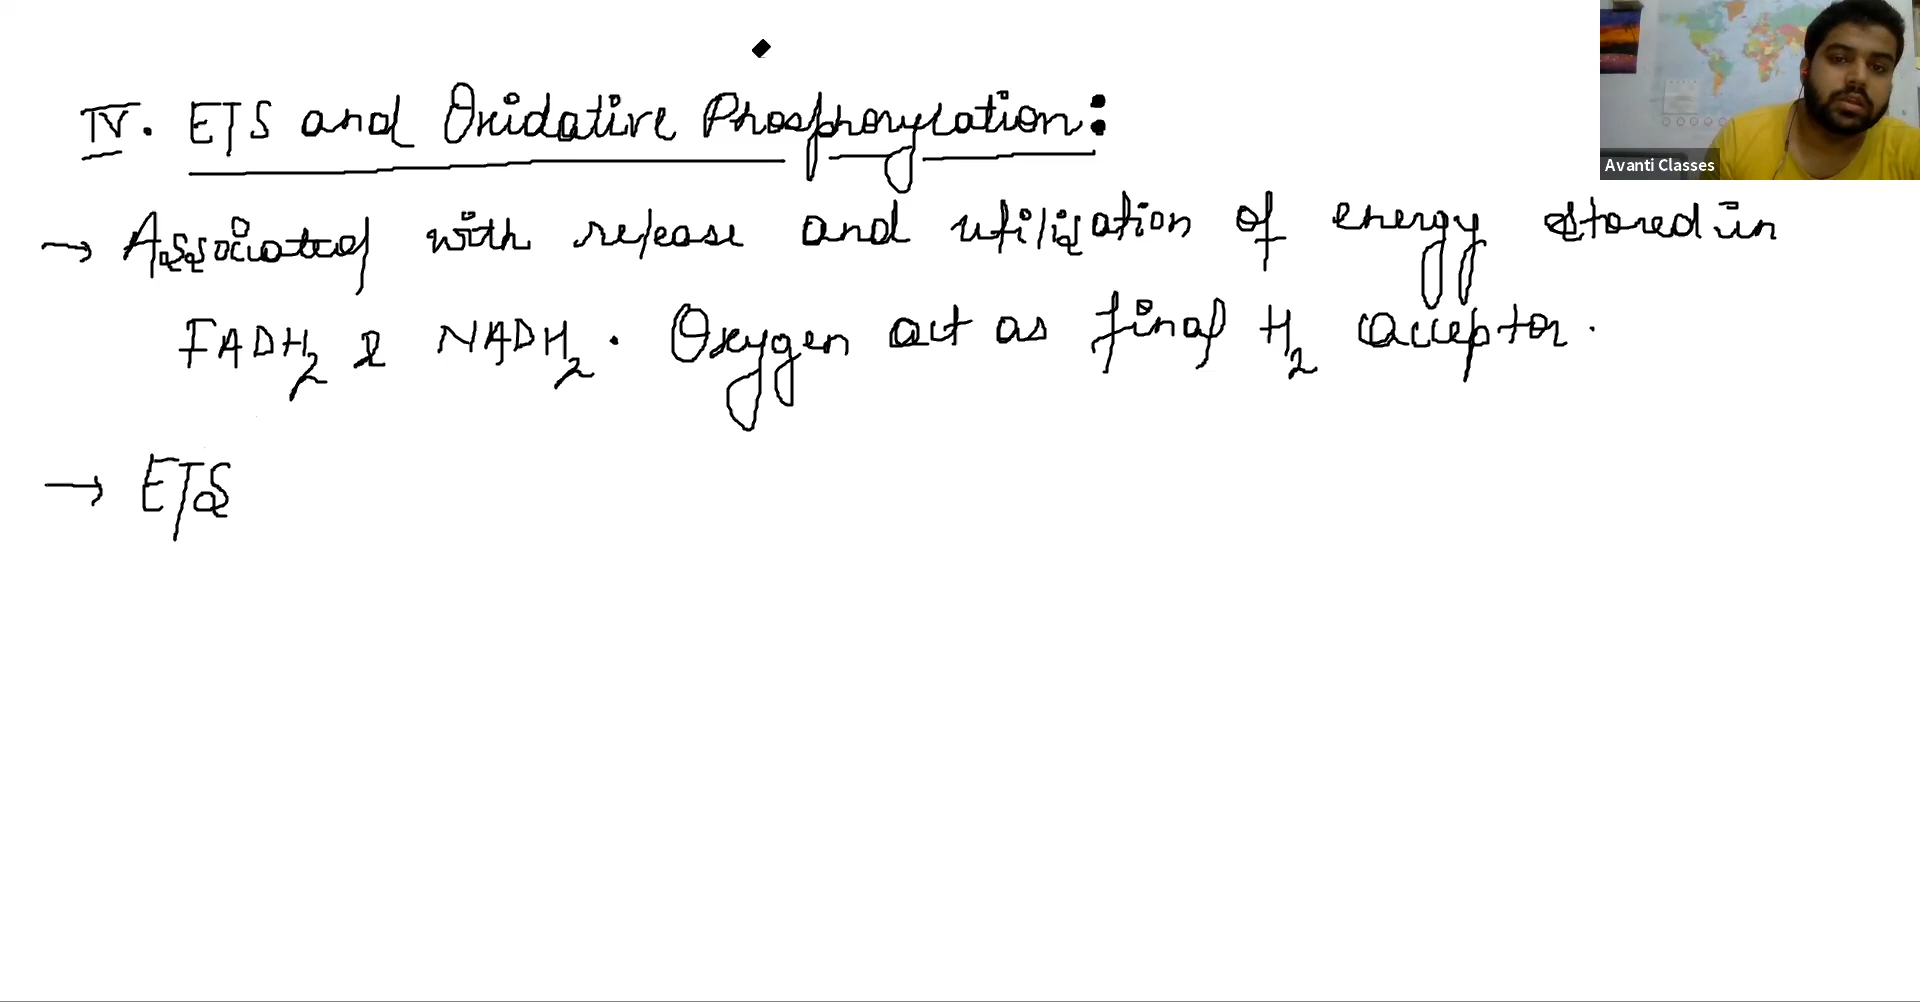 IV. ETS and Oxidative Phosphorylation:
→ Associated with release and utilization of energy stored in
FADH₂ & NADH₂. Oxygen act as final H₂ acceptor.
→ ETS
Avanti Classes